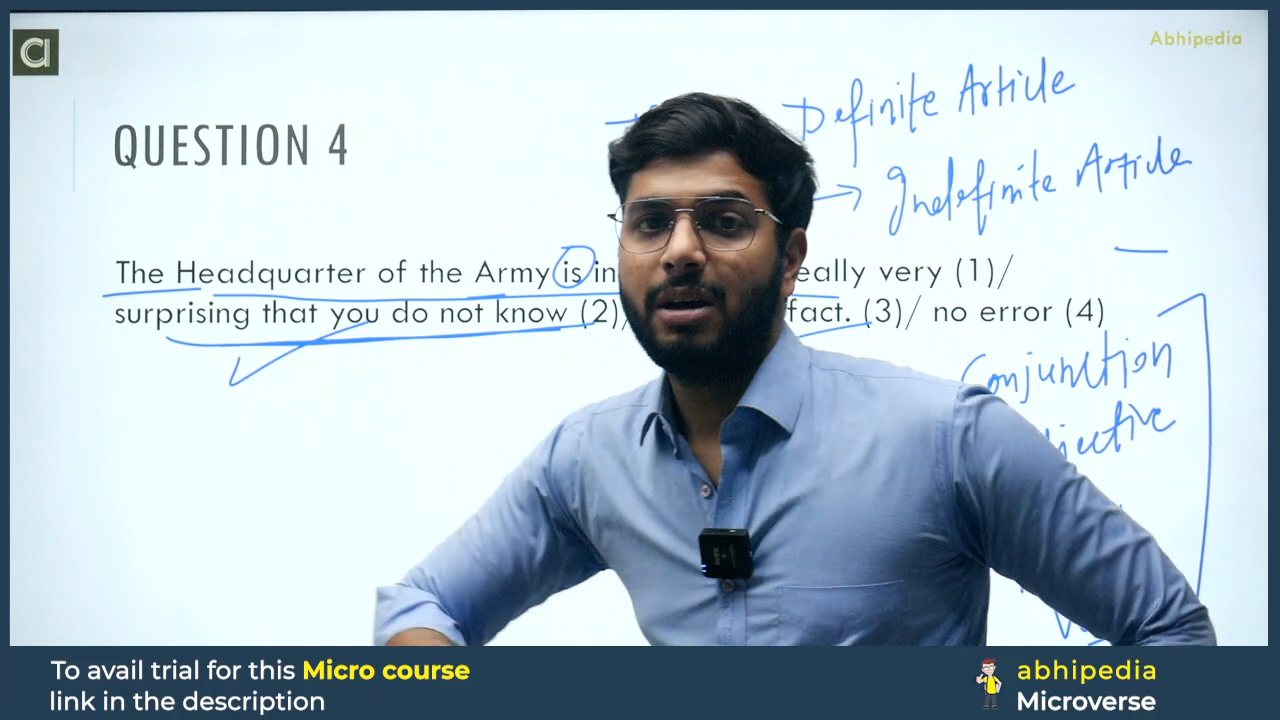 Abhipedia
QUESTION 4
Definite Article
Indefinite Article
The Headquarter of the Army is in eally very (1)/
surprising that you do not know (2)/ fact. (3)/ no error (4)
Conjunction
jective
To avail trial for this Micro course
link in the description
abhipedia
Microverse